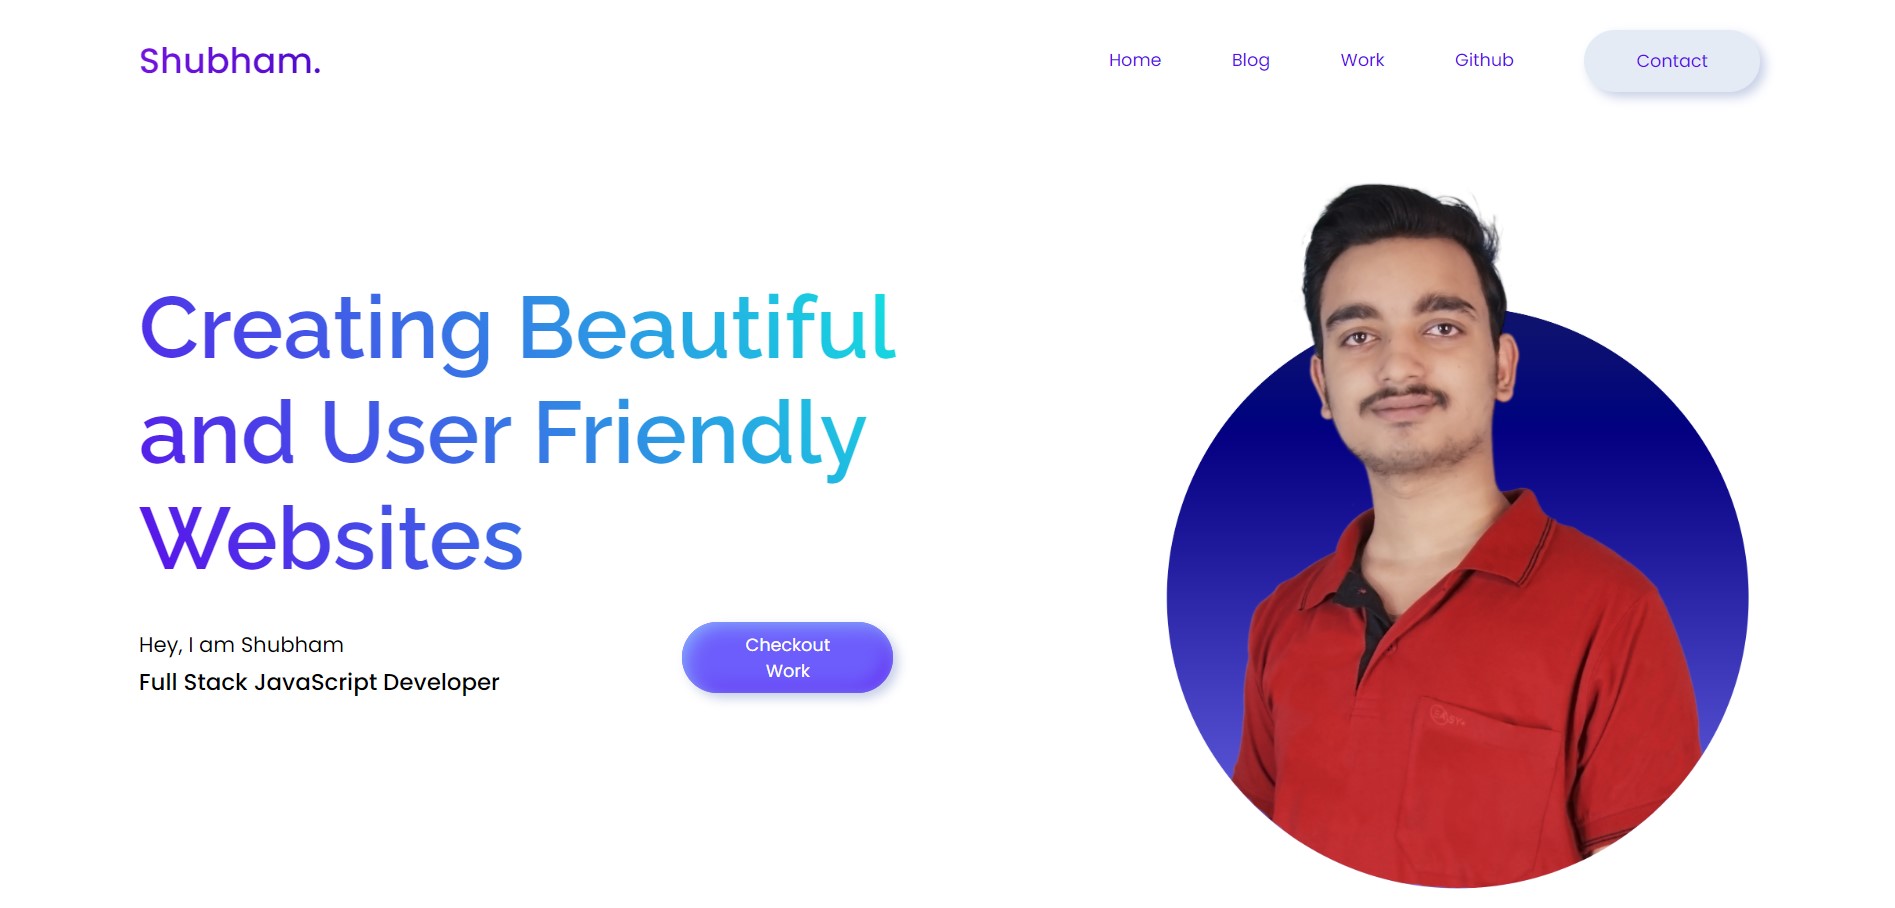 Shubham.
Home Blog Work Github Contact
Creating Beautiful
and User Friendly
Websites
Hey, I am Shubham
Full Stack JavaScript Developer
Checkout
Work